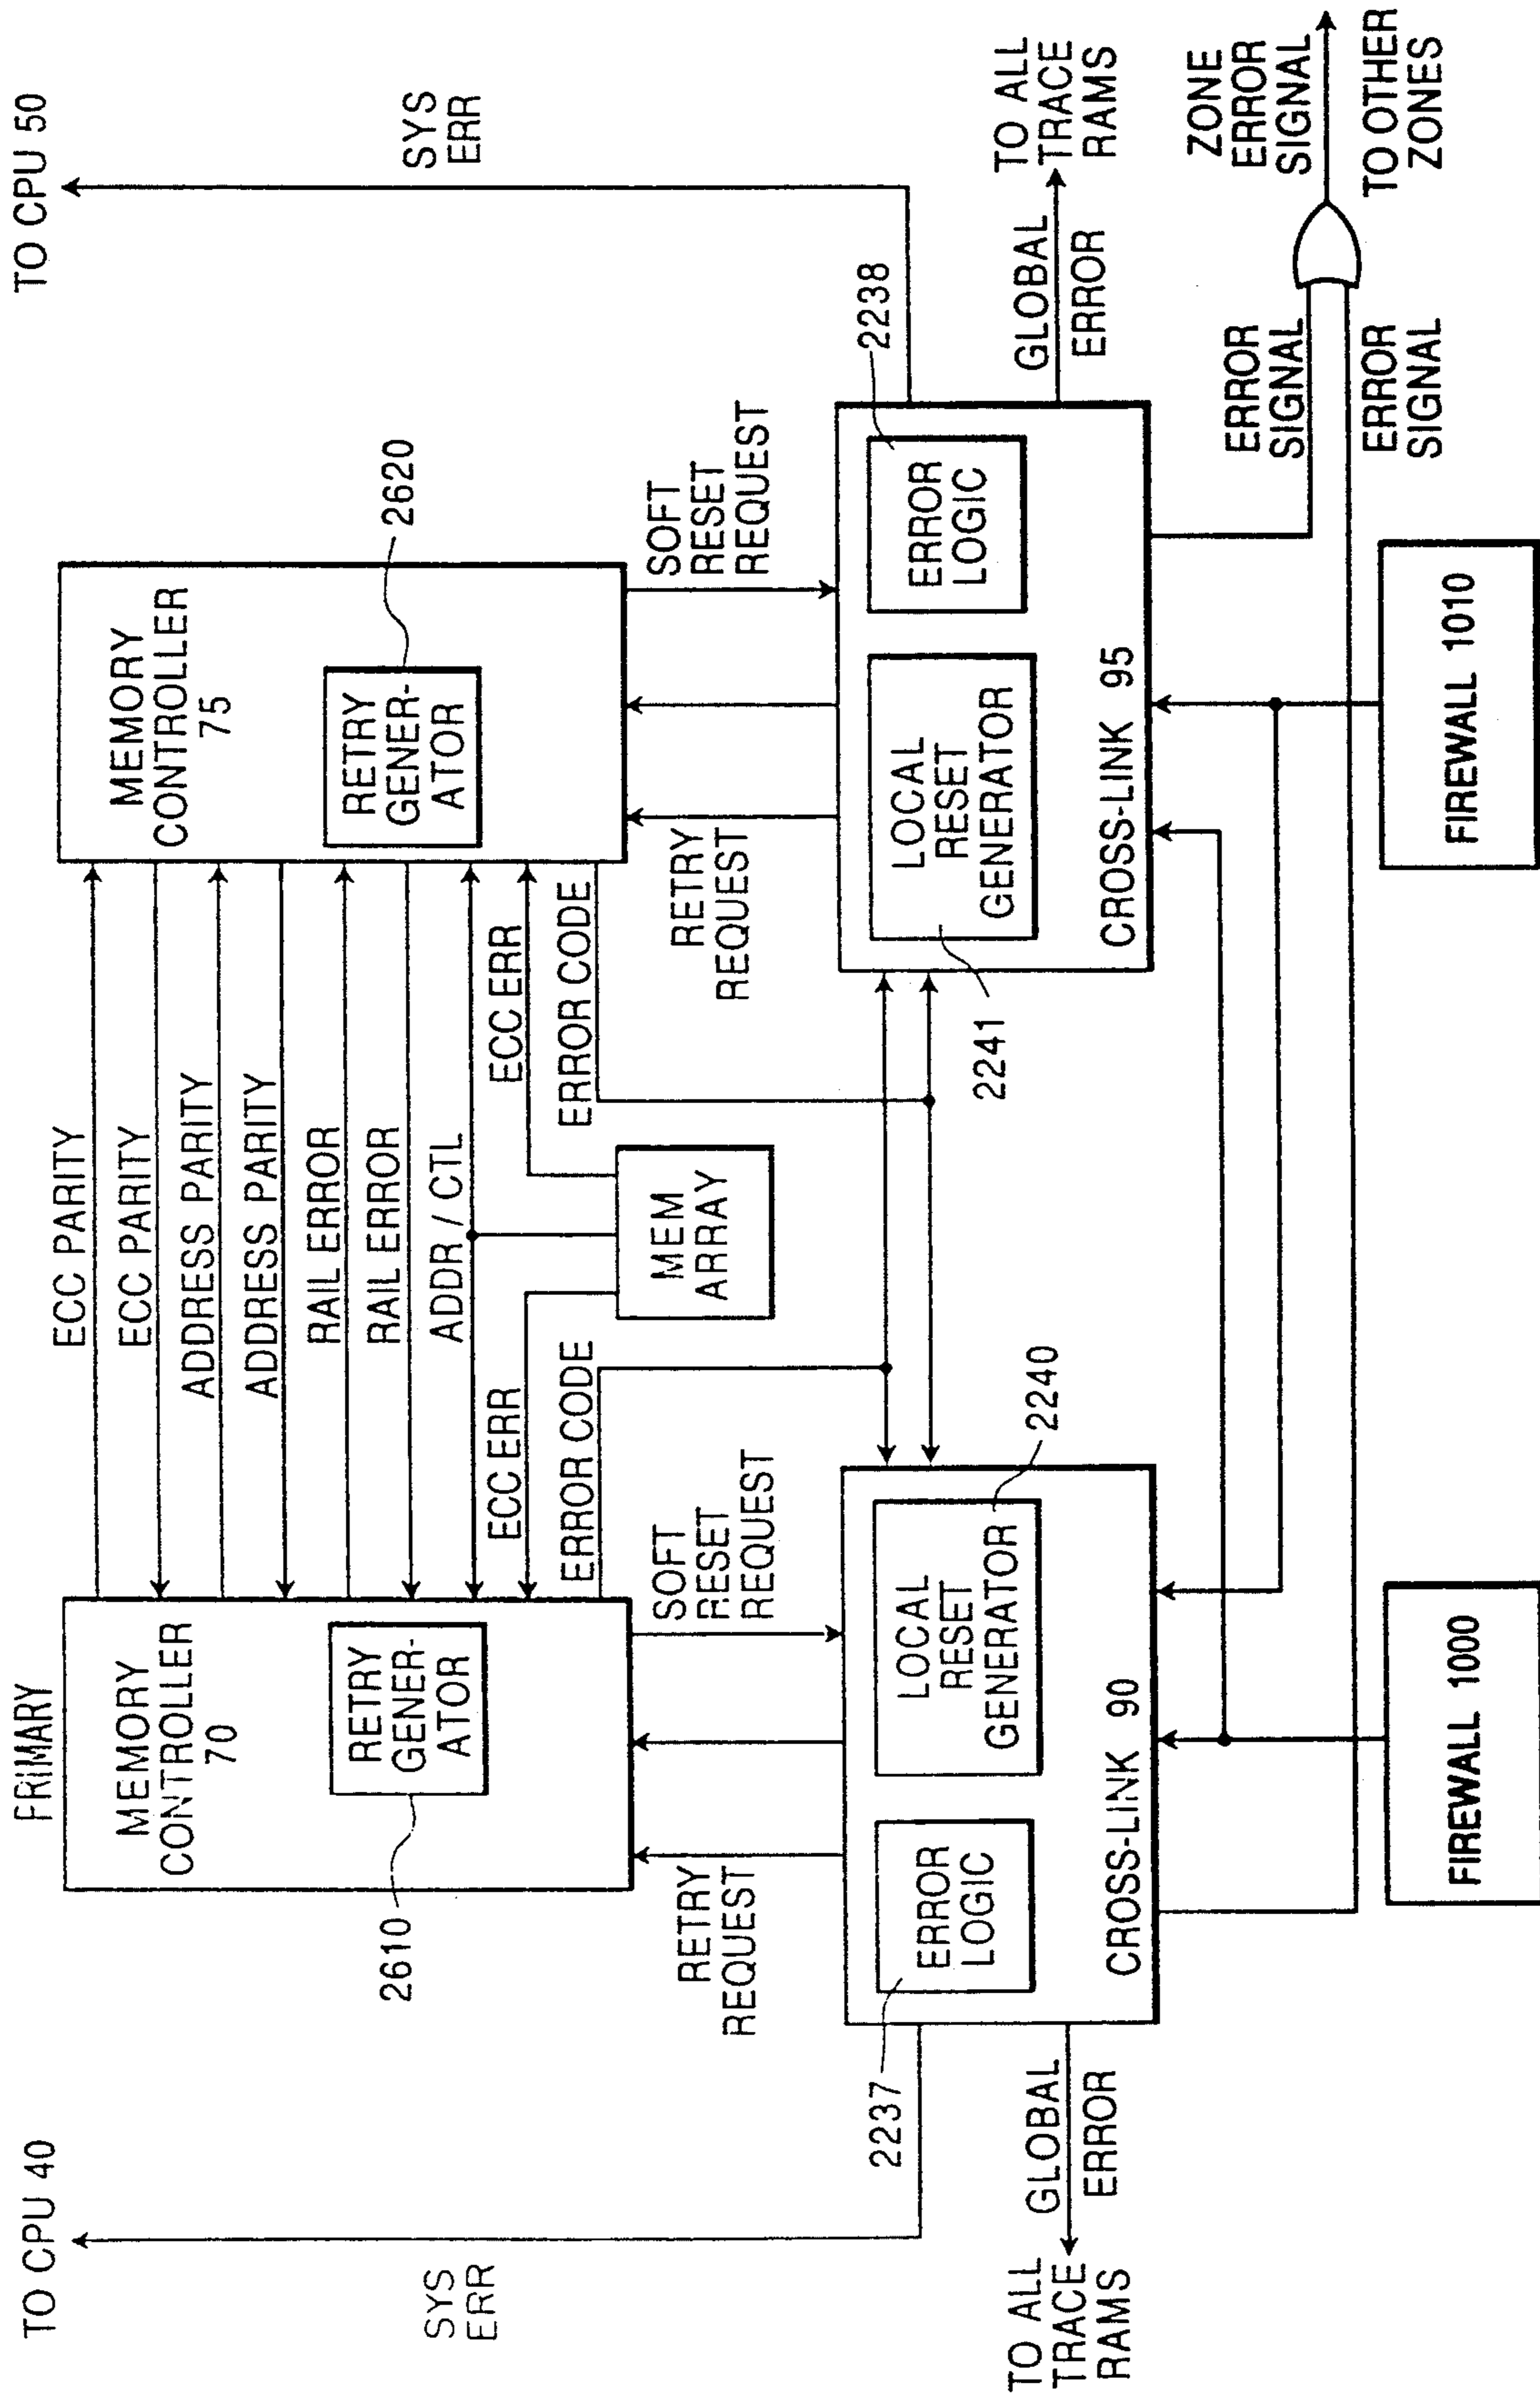 TO CPU 40
SYS
ERR
PRIMARY
MEMORY
CONTROLLER
70
RETRY
GENER-
ATOR
2610
ECC PARITY
ECC PARITY
ADDRESS PARITY
ADDRESS PARITY
RAIL ERROR
RAIL ERROR
ADDR / CTL
ECC ERR
ERROR CODE
MEM
ARRAY
ECC ERR
ERROR CODE
MEMORY
CONTROLLER
75
RETRY
GENER-
ATOR
2620
TO CPU 50
SYS
ERR
RETRY
REQUEST
SOFT
RESET
REQUEST
RETRY
REQUEST
SOFT
RESET
REQUEST
2237
ERROR
LOGIC
LOCAL
RESET
GENERATOR
2240
CROSS-LINK 90
2241
LOCAL
RESET
GENERATOR
ERROR
LOGIC
2238
CROSS-LINK 95
GLOBAL
ERROR
TO ALL
TRACE
RAMS
GLOBAL
ERROR
TO ALL
TRACE
RAMS
ERROR
SIGNAL
ERROR
SIGNAL
ZONE
ERROR
SIGNAL
TO OTHER
ZONES
FIREWALL 1000
FIREWALL 1010